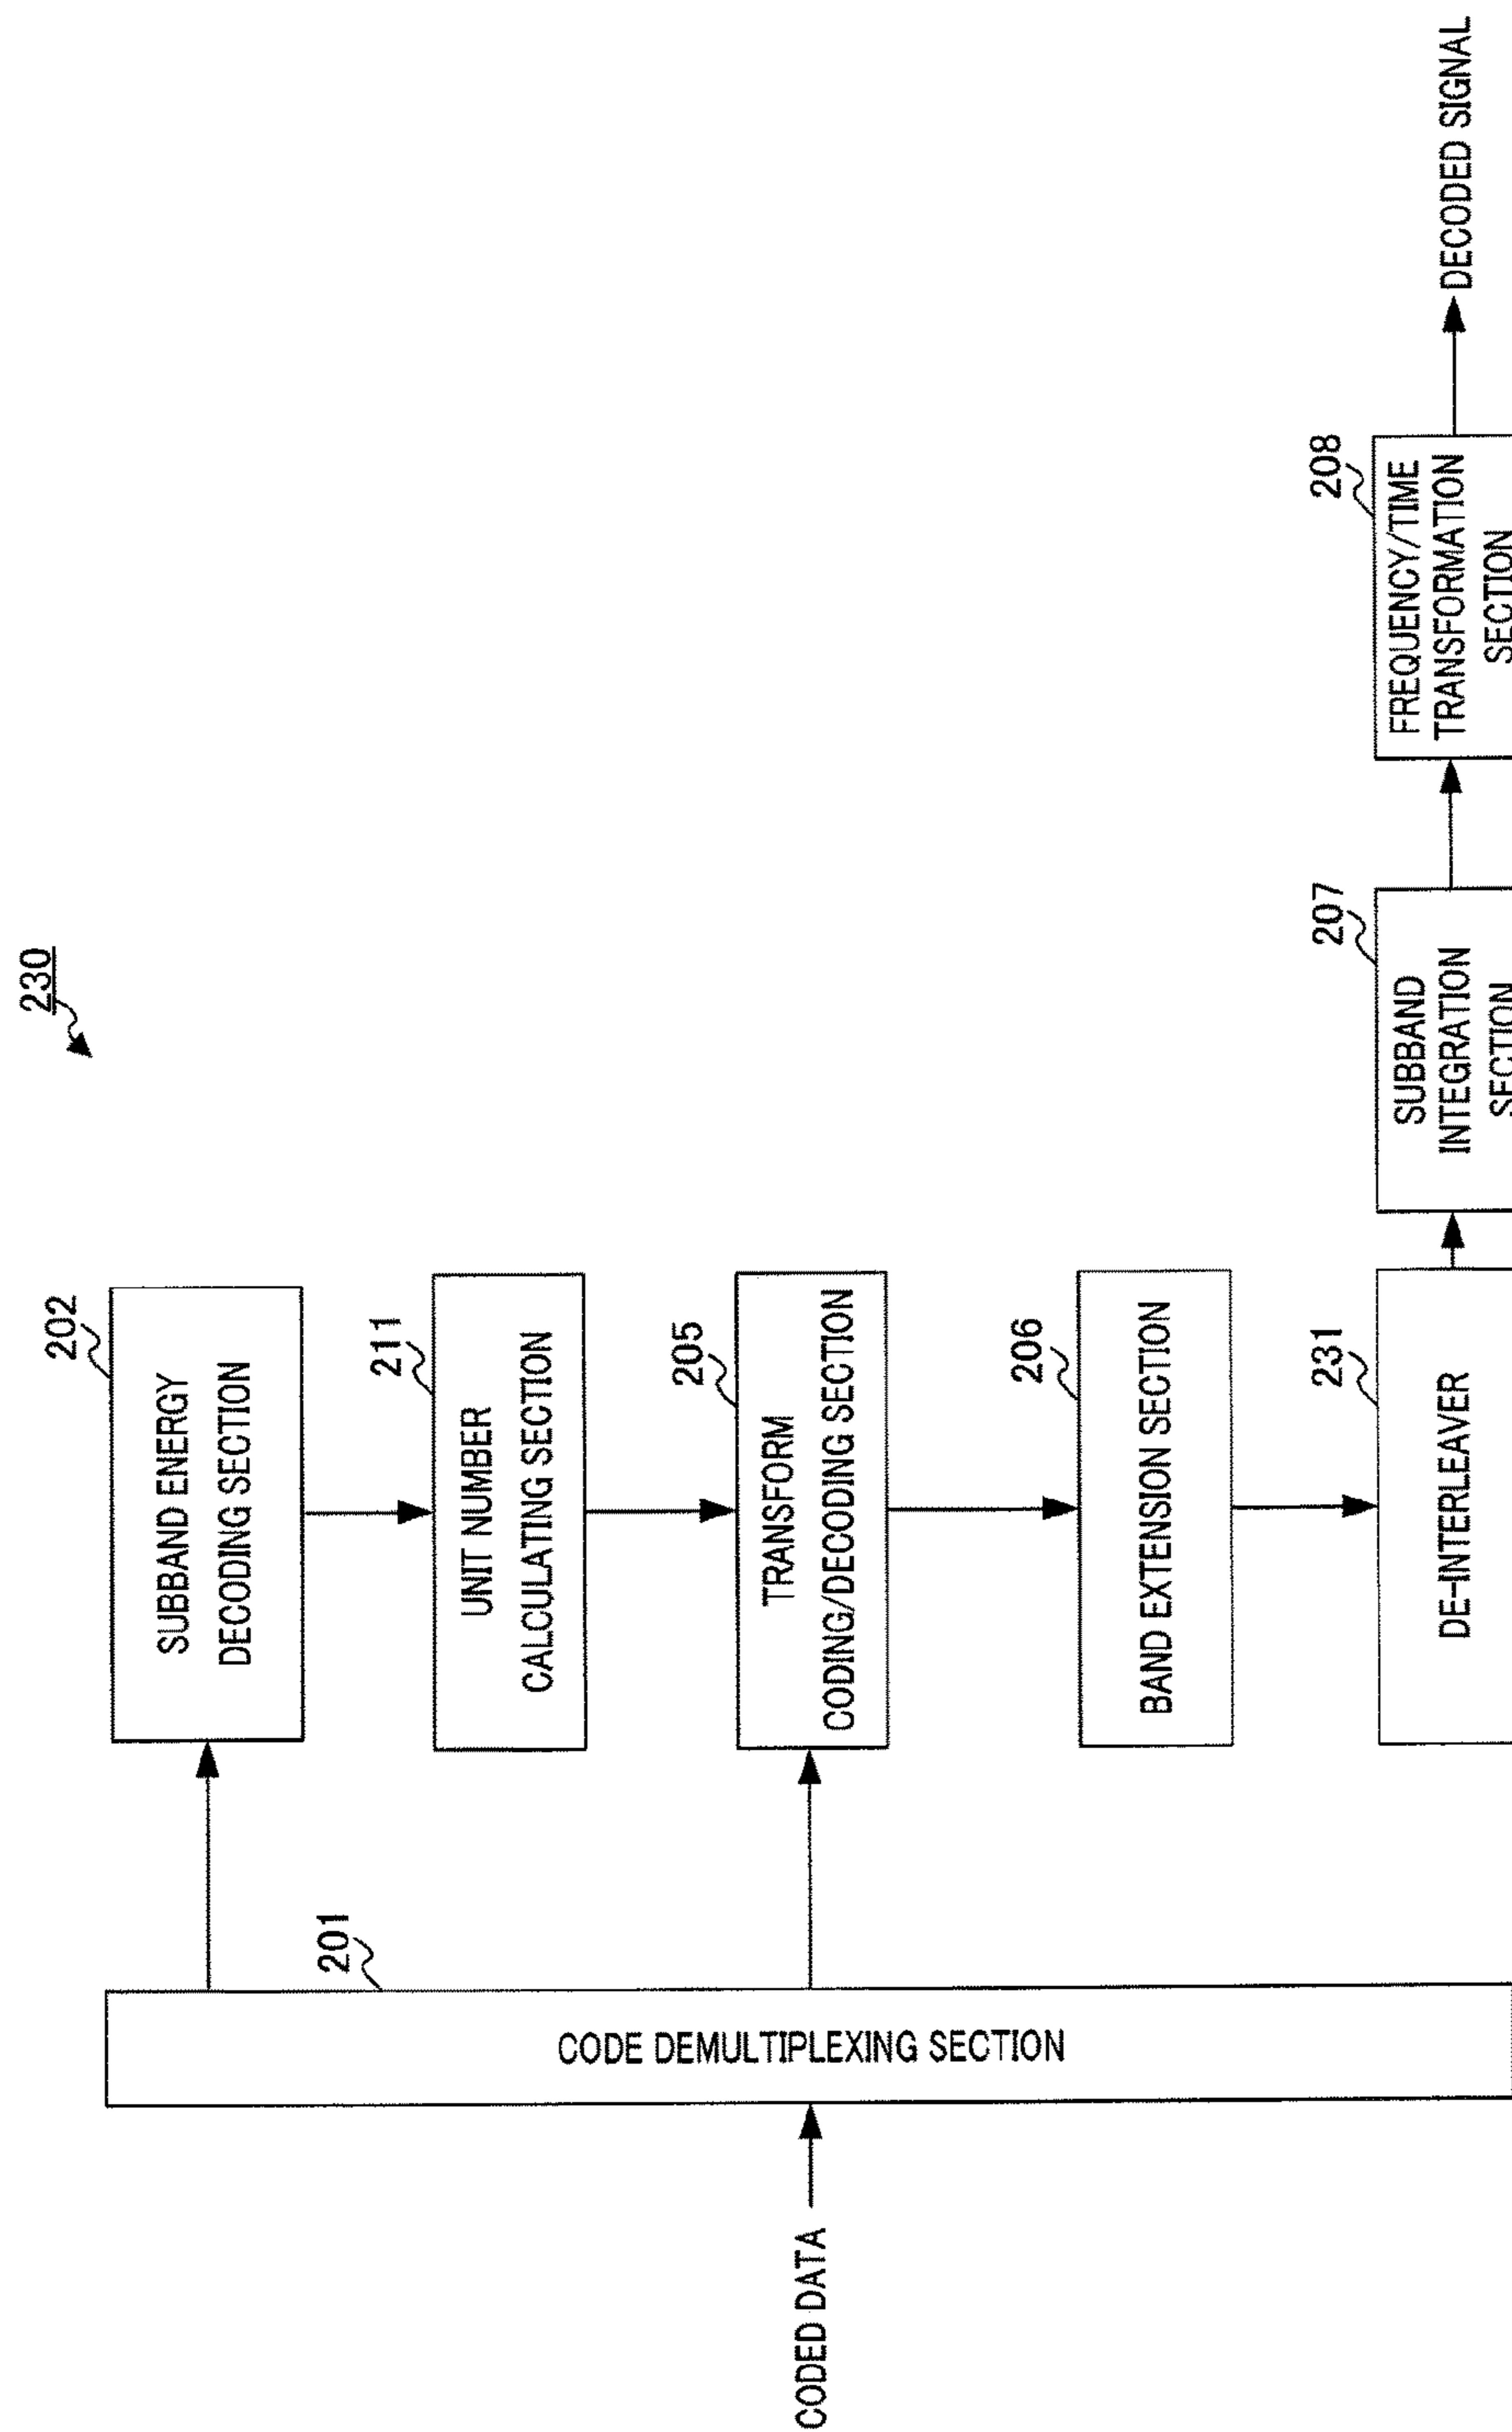 230
202
SUBBAND ENERGY
DECODING SECTION
211
UNIT NUMBER
CALCULATING SECTION
201
CODE DEMULTIPLEXING SECTION
CODED DATA
205
TRANSFORM
CODING/DECODING SECTION
206
BAND EXTENSION SECTION
231
DE-INTERLEAVER
207
SUBBAND
INTEGRATION
SECTION
208
FREQUENCY/TIME
TRANSFORMATION
SECTION
DECODED SIGNAL